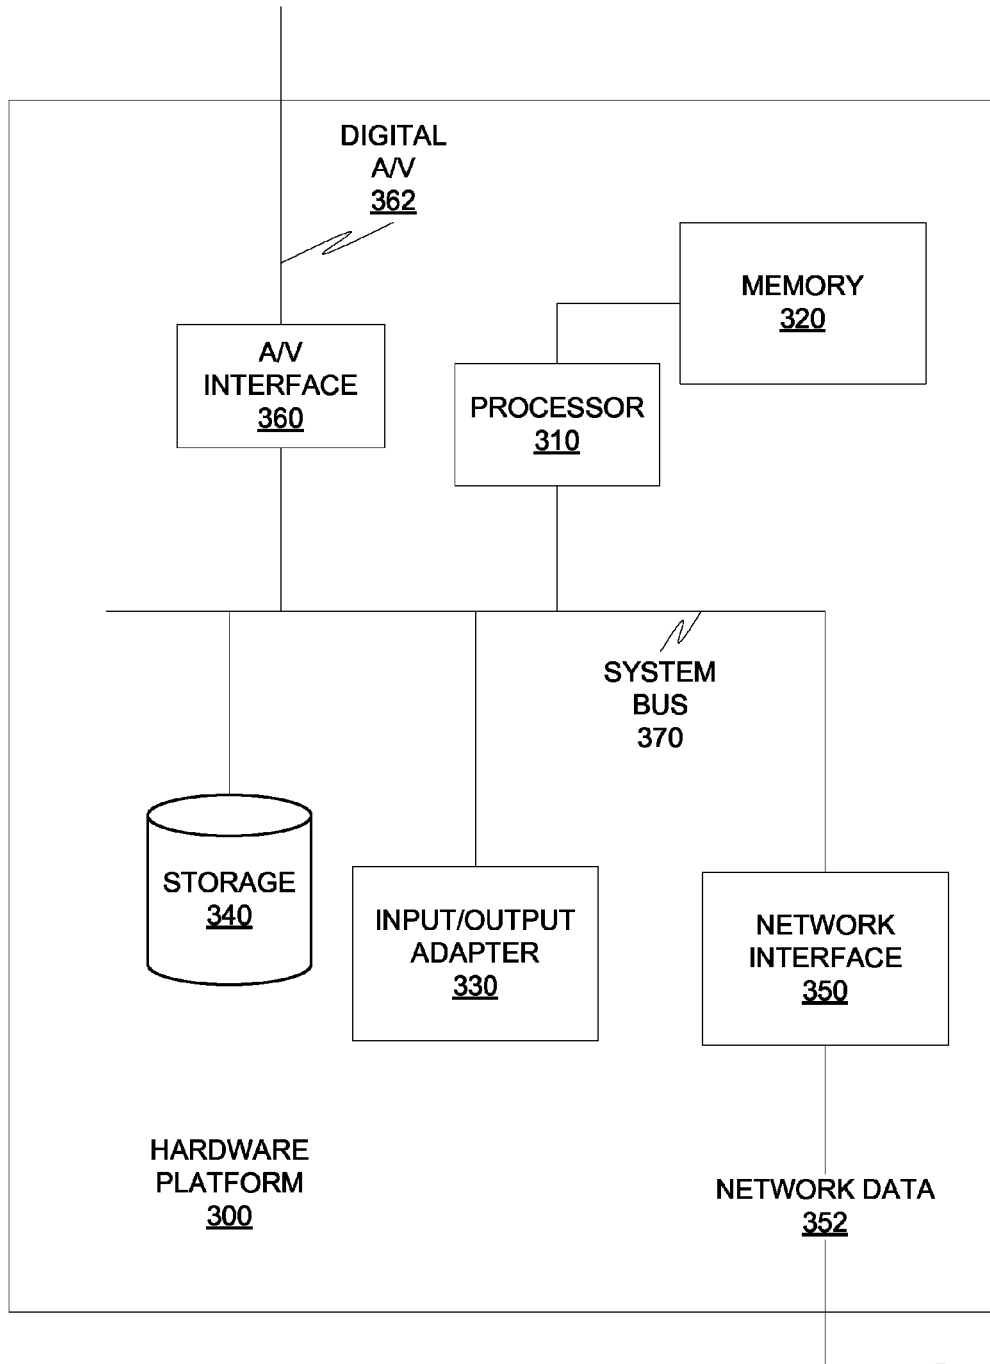 DIGITAL
A/V
362
MEMORY
320
A/V
INTERFACE
360
PROCESSOR
310
SYSTEM
BUS
370
STORAGE
340
INPUT/OUTPUT
ADAPTER
330
NETWORK
INTERFACE
350
HARDWARE
PLATFORM
300
NETWORK DATA
352